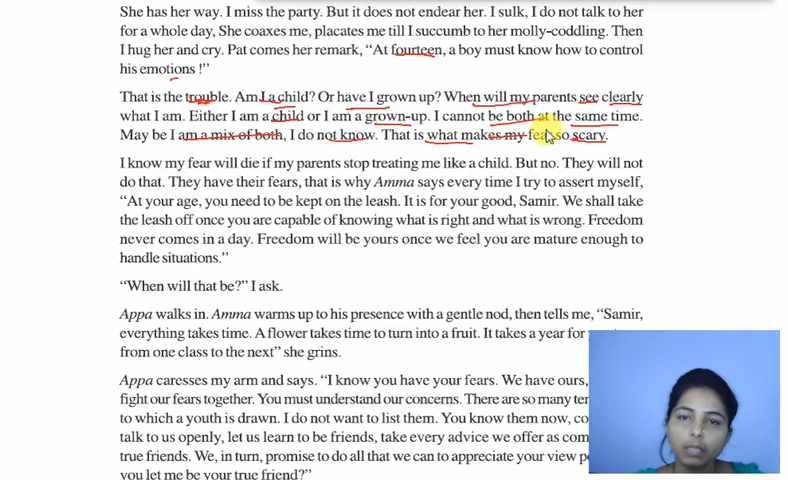 She has her way. I miss the party. But it does not endear her. I sulk, I do not talk to her
for a whole day, She coaxes me, placates me till I succumb to her molly-coddling. Then
I hug her and cry. Pat comes her remark, “At fourteen, a boy must know how to control
his emotions !”
That is the trouble. Am I a child? Or have I grown up? When will my parents see clearly
what I am. Either I am a child or I am a grown-up. I cannot be both at the same time.
May be I am a mix of both, I do not know. That is what makes my fear so scary.
I know my fear will die if my parents stop treating me like a child. But no. They will not
do that. They have their fears, that is why Amma says every time I try to assert myself,
“At your age, you need to be kept on the leash. It is for your good, Samir. We shall take
the leash off once you are capable of knowing what is right and what is wrong. Freedom
never comes in a day. Freedom will be yours once we feel you are mature enough to
handle situations.”
“When will that be?” I ask.
Appa walks in. Amma warms up to his presence with a gentle nod, then tells me, “Samir,
everything takes time. A flower takes time to turn into a fruit. It takes a year for
from one class to the next” she grins.
Appa caresses my arm and says. “I know you have your fears. We have ours,
fight our fears together. You must understand our concerns. There are so many
to which a youth is drawn. I do not want to list them. You know them now,
talk to us openly, let us learn to be friends, take every advice we offer as
true friends. We, in turn, promise to do all that we can to appreciate your view
you let me be your true friend?”